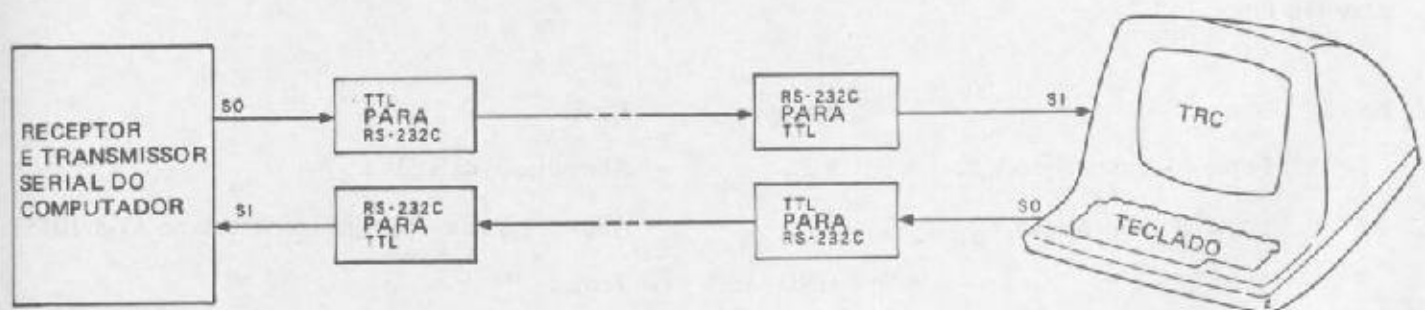 RECEPTOR
E TRANSMISSOR
SERIAL DO
COMPUTADOR
SO
TTL
PARA
RS-232C
RS-232C
PARA
TTL
SI
TRC
SI
RS-232C
PARA
TTL
TTL
PARA
RS-232C
SO
TECLADO